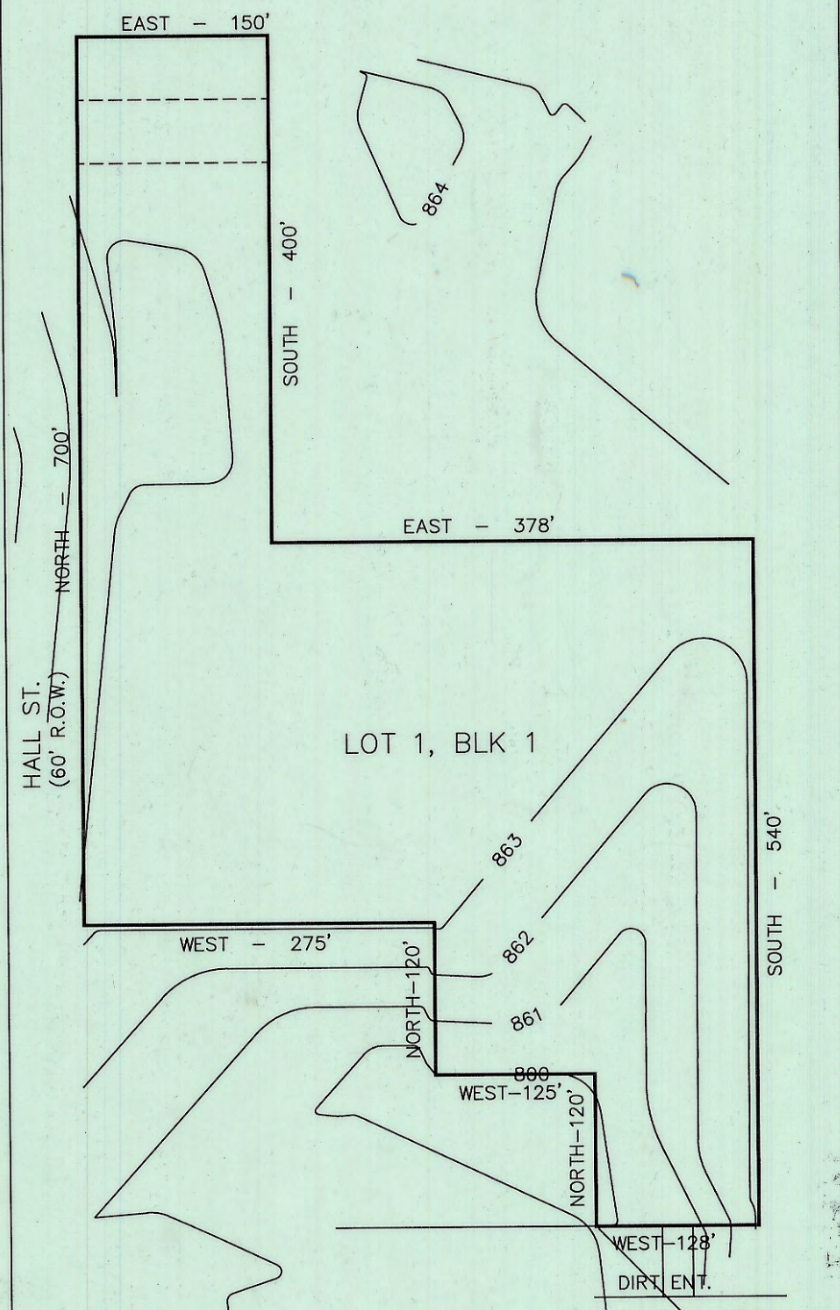 EAST - 150'
864
SOUTH - 400'
NORTH - 700'
EAST - 378'
HALL ST.
(60' R.O.W.)
LOT 1, BLK 1
863
SOUTH - 540'
WEST - 275'
862
NORTH-120'
861
800
WEST-125'
NORTH-120'
WEST-128'
DIRT ENT.